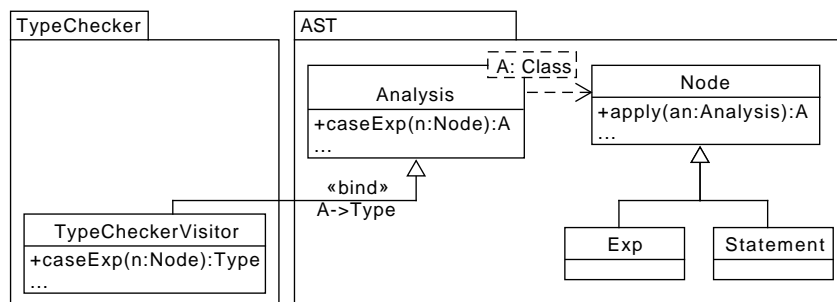 TypeChecker
AST
A: Class
Analysis
+caseExp(n:Node):A
...
Node
+apply(an:Analysis):A
...
«bind»
A->Type
TypeCheckerVisitor
+caseExp(n:Node):Type
...
Exp
Statement